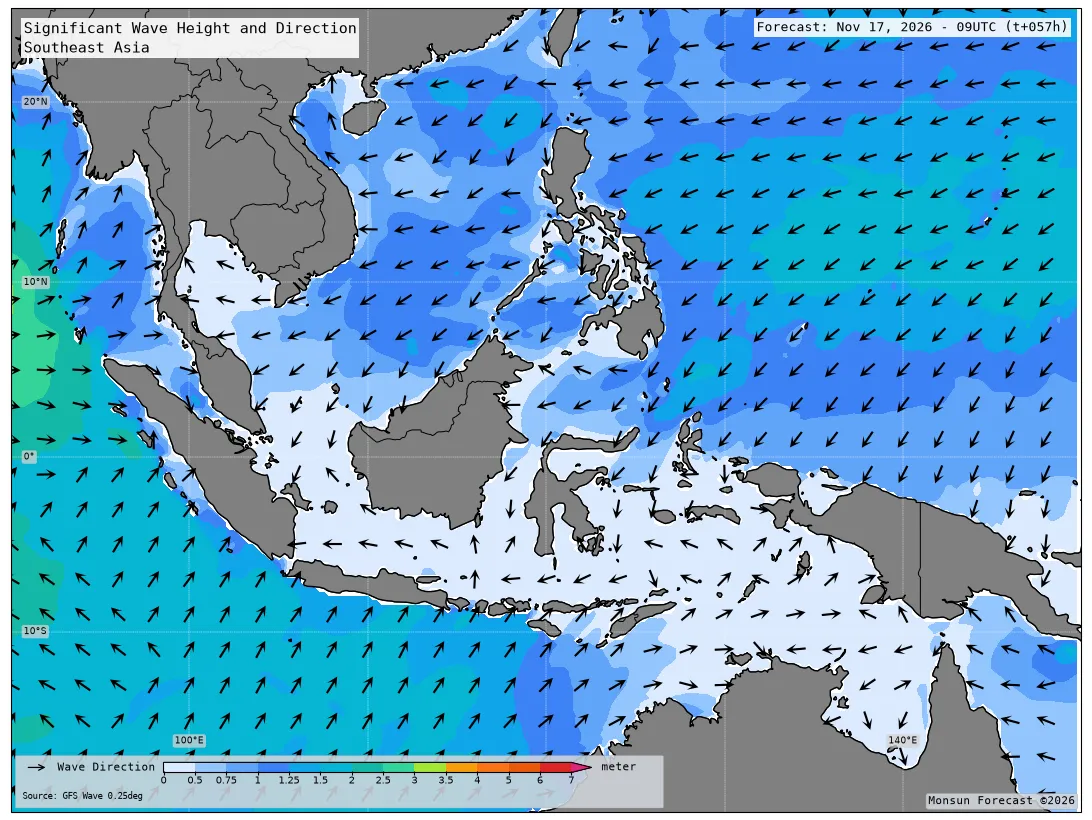 Significant Wave Height and Direction
Southeast Asia
Forecast: Nov 17, 2026 - 09UTC (t+057h)
20°N
10°N
0°
10°S
100°E
140°E
Wave Direction
meter
0 0.5 0.75 1 1.25 1.5 2 2.5 3 3.5 4 5 6 7
Source: GFS Wave 0.25deg
Monsun Forecast ©2026